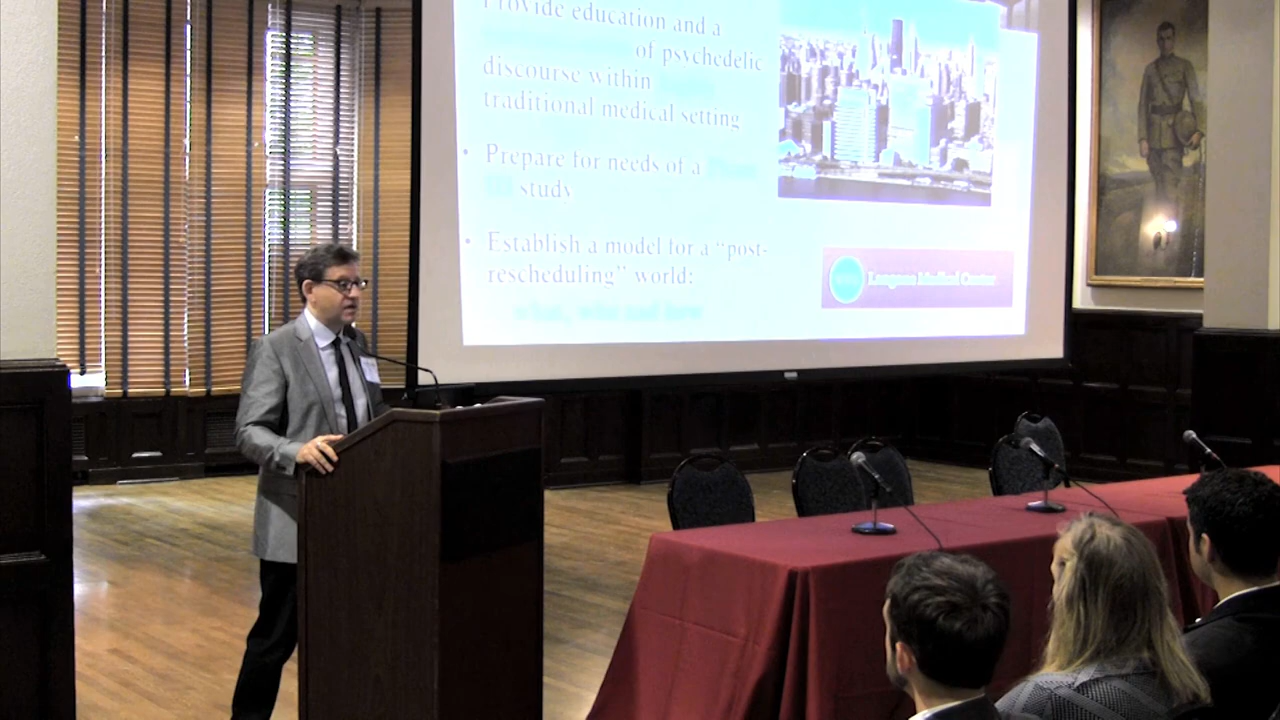 Provide education and a
of psychedelic
discourse within
traditional medical setting
• Prepare for needs of a
study
• Establish a model for a “post-
rescheduling” world:
Langone Medical Center